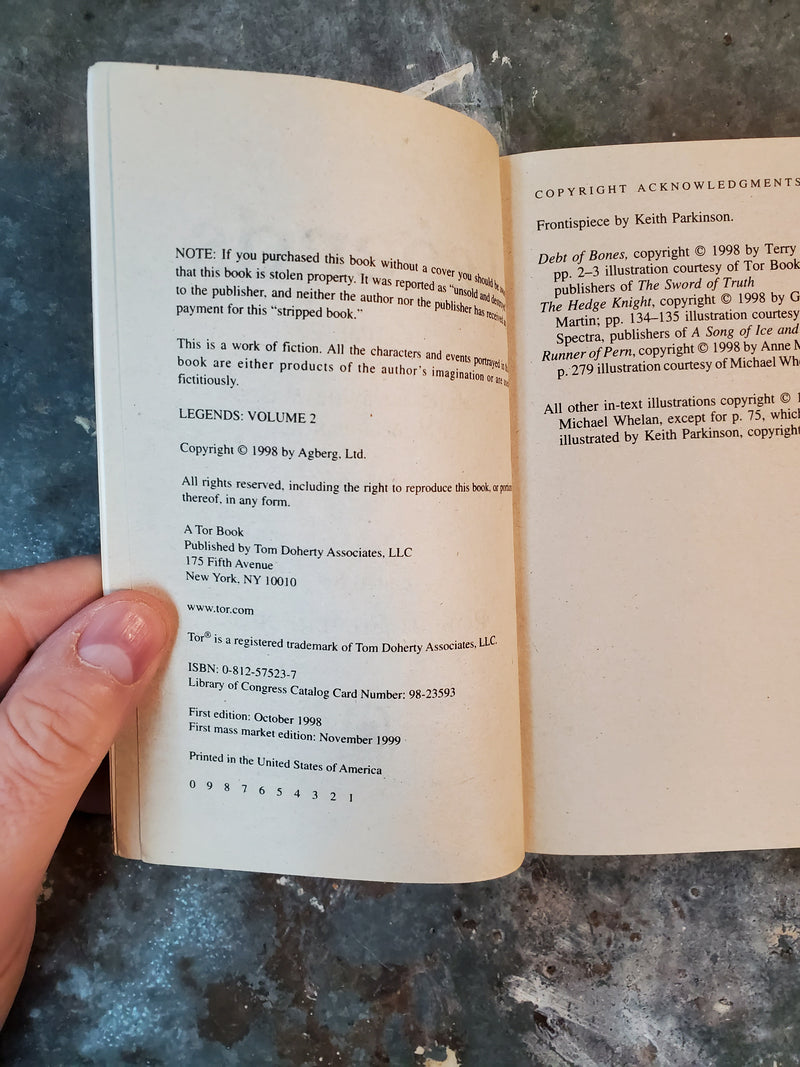 NOTE: If you purchased this book without a cover you should be
that this book is stolen property. It was reported as "unsold and
to the publisher, and neither the author nor the publisher has received
payment for this "stripped book."
This is a work of fiction. All the characters and events portrayed
book are either products of the author's imagination or are
fictitiously.
LEGENDS: VOLUME 2
Copyright © 1998 by Agberg, Ltd.
All rights reserved, including the right to reproduce this book, or
thereof, in any form.
A Tor Book
Published by Tom Doherty Associates, LLC
175 Fifth Avenue
New York, NY 10010
www.tor.com
Tor® is a registered trademark of Tom Doherty Associates, LLC.
ISBN: 0-812-57523-7
Library of Congress Catalog Card Number: 98-23593
First edition: October 1998
First mass market edition: November 1999
Printed in the United States of America
0 9 8 7 6 5 4 3 2 1
COPYRIGHT ACKNOWLEDGMENTS
Frontispiece by Keith Parkinson.
Debt of Bones, copyright © 1998 by Terry
pp. 2–3 illustration courtesy of Tor Book
publishers of The Sword of Truth
The Hedge Knight, copyright © 1998 by G
Martin; pp. 134–135 illustration courtesy
Spectra, publishers of A Song of Ice and
Runner of Pern, copyright © 1998 by Anne M
p. 279 illustration courtesy of Michael Whe
All other in-text illustrations copyright © 1
Michael Whelan, except for p. 75, which
illustrated by Keith Parkinson, copyright